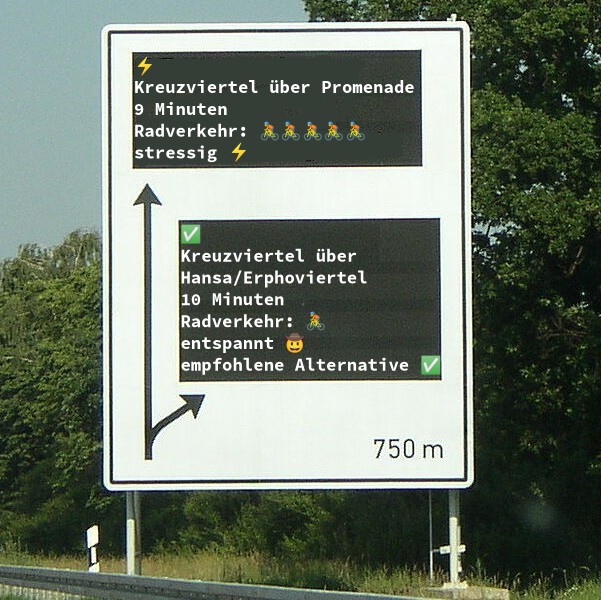 ⚡
Kreuzviertel über Promenade
9 Minuten
Radverkehr: 🚴🚴🚴🚴🚴
stressig ⚡
✅
Kreuzviertel über
Hansa/Erphoviertel
10 Minuten
Radverkehr: 🚴
entspannt 🤠
empfohlene Alternative ✅
750 m